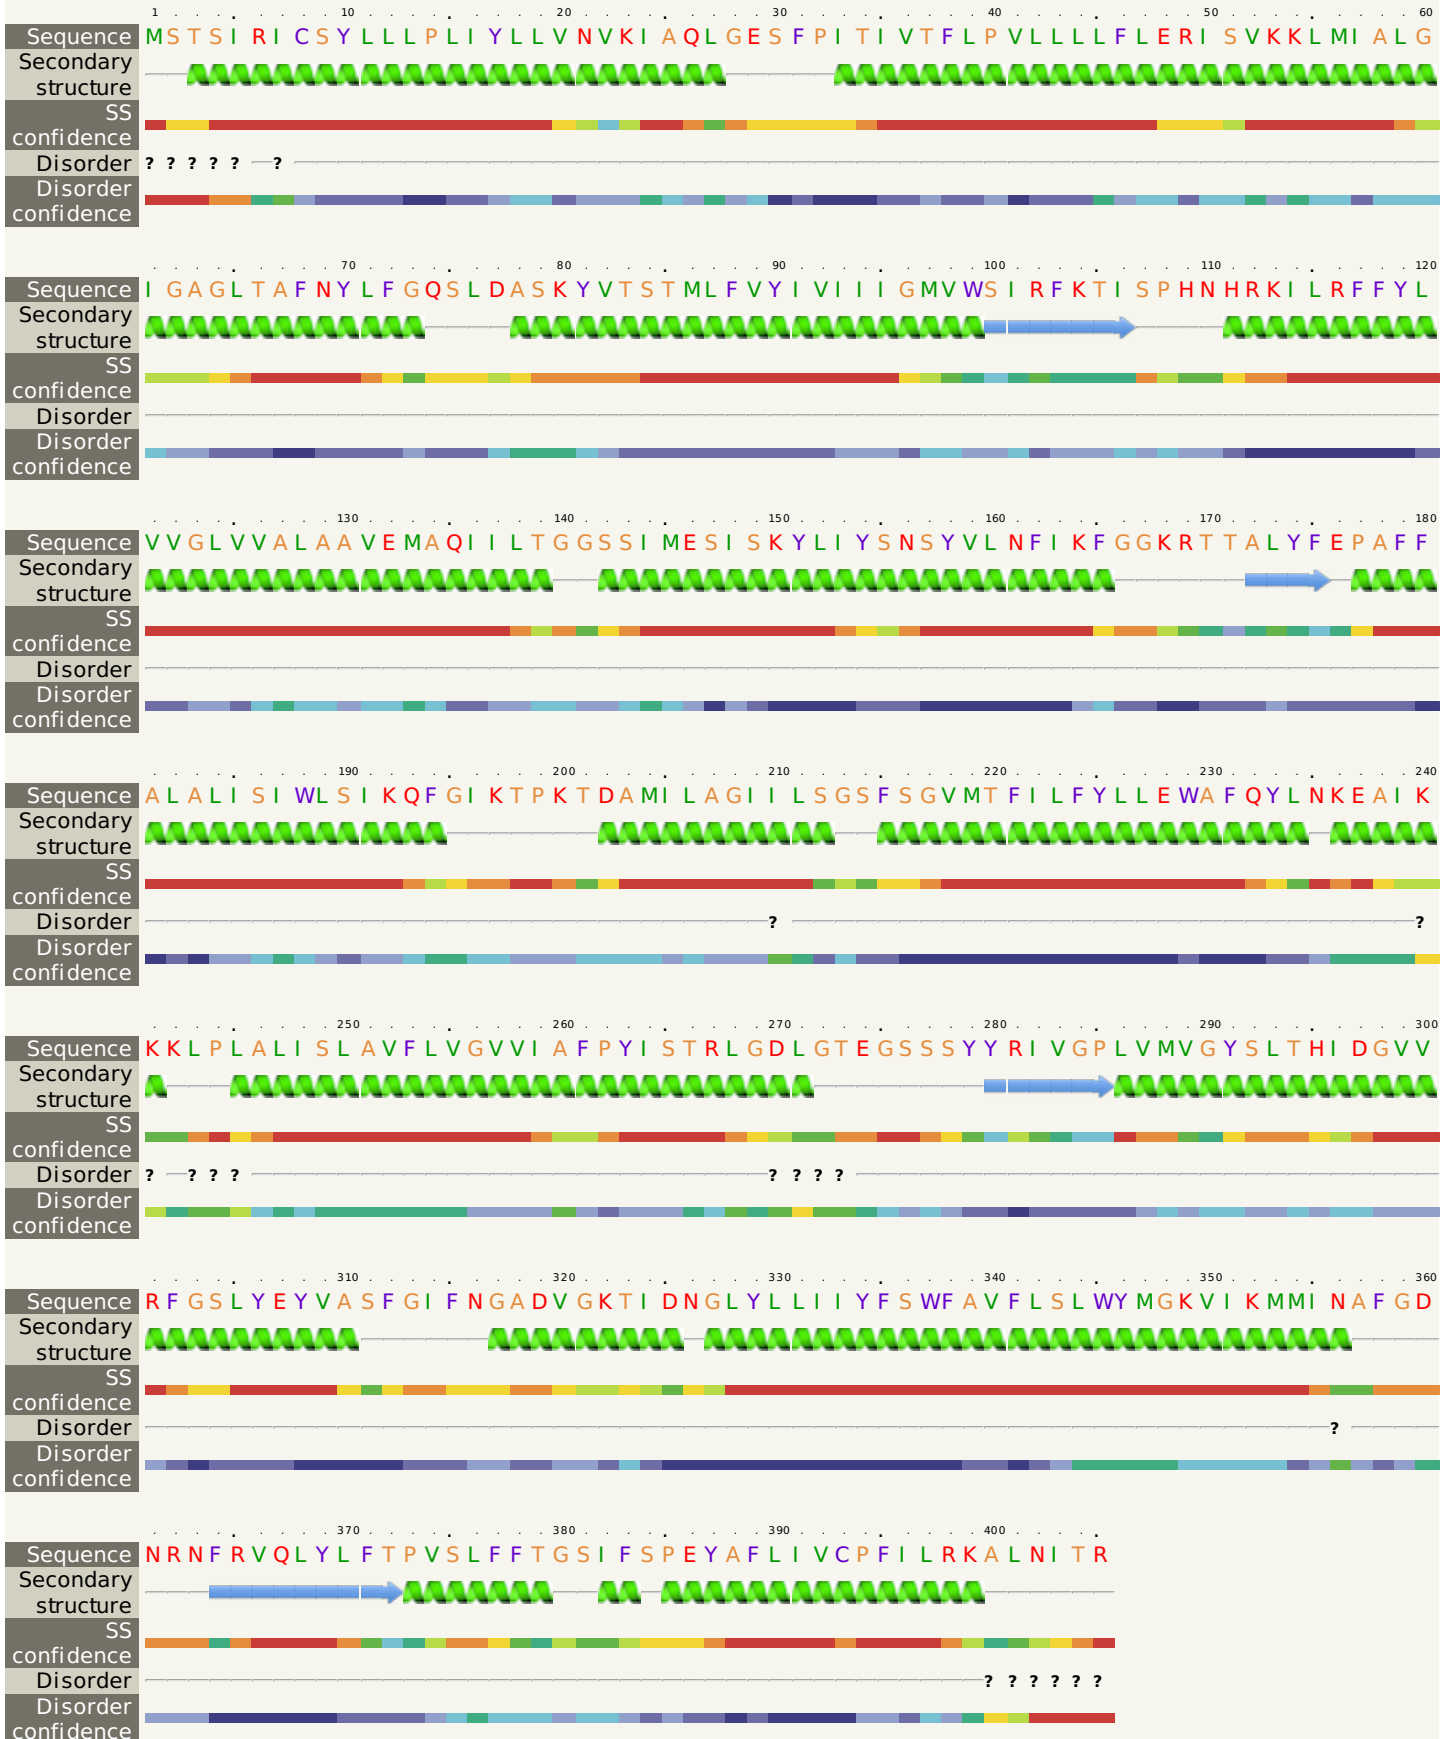 1 10 20 30 40 50 60
Sequence MSTSIRICSYLLLPLIYLLVNVKIAQLGESFPITIVTFLPVLLLLFLERISVKKLMIALG
Secondary
structure
SS
confidence
Disorder ? ? ? ? ? ?
Disorder
confidence
70 80 90 100 110 120
Sequence IGAGLTAFNYLFGQSLDASKYVTSTMLFVYIVIIIGMVWSIRFKTISPHNHRKILRFFYL
Secondary
structure
SS
confidence
Disorder
Disorder
confidence
130 140 150 160 170 180
Sequence VVGLVVALAAVEMAQIILTGGSSIMESISKYLIYSNSYVLNFIKFGGKRTTALYFEPAFF
Secondary
structure
SS
confidence
Disorder
Disorder
confidence
190 200 210 220 230 240
Sequence ALALISIWLSIKQFGIKTPKTDAMILAGIILSGSFSGVMTFILFYLLEWAFQYLNKEAIK
Secondary
structure
SS
confidence
Disorder ? ?
Disorder
confidence
250 260 270 280 290 300
Sequence KKLPLALISLAVFLVGVVIAFPYISTRLGDLGTEGSSSYYRIVGPLVMVGYSLTHIDGVV
Secondary
structure
SS
confidence
Disorder ? ? ? ? ? ? ? ?
Disorder
confidence
310 320 330 340 350 360
Sequence RFGSLYEYVASFGIFNGADVGKTIDNGLYLLIIYFSWFAVFLSLWYMGKVIKMMINAFGD
Secondary
structure
SS
confidence
Disorder ?
Disorder
confidence
370 380 390 400
Sequence NRNFRVQLYLFTPVSLFFTGSIFSPEYAFLIVCPFILRKALNITR
Secondary
structure
SS
confidence
Disorder ? ? ? ? ? ?
Disorder
confidence